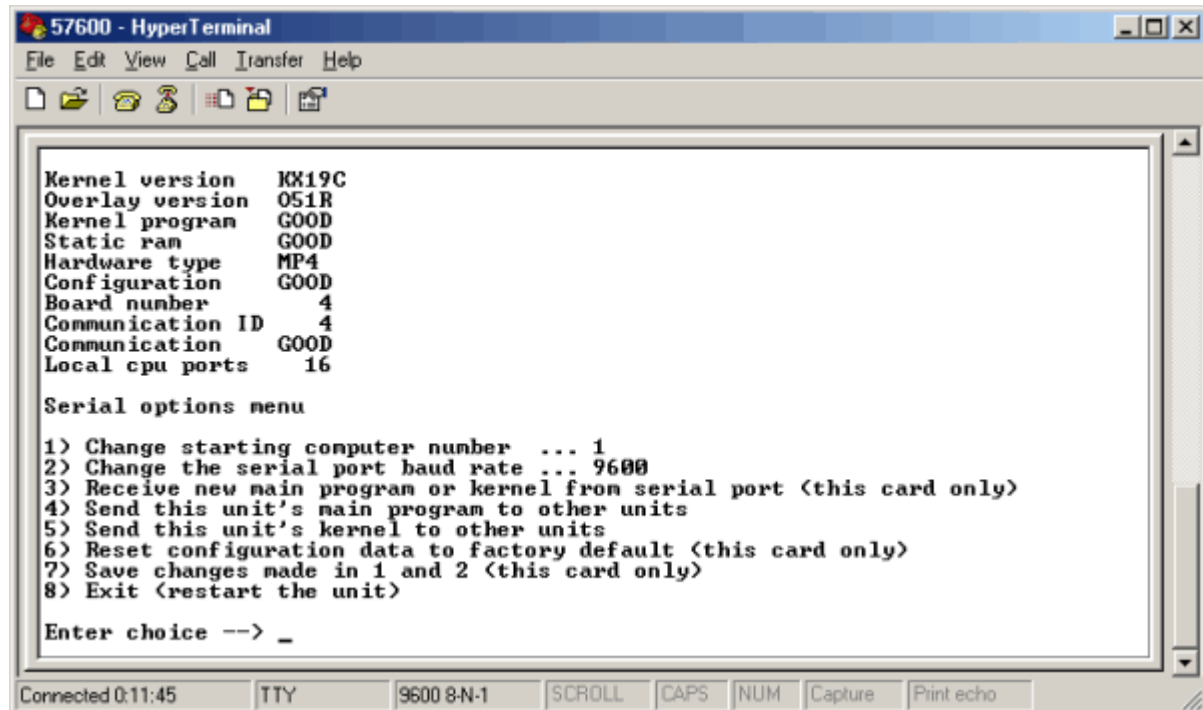 57600 - HyperTerminal
File Edit View Call Transfer Help
Kernel version KX19C
Overlay version O51R
Kernel program GOOD
Static ram GOOD
Hardware type MP4
Configuration GOOD
Board number 4
Communication ID 4
Communication GOOD
Local cpu ports 16
Serial options menu
1) Change starting computer number ... 1
2) Change the serial port baud rate ... 9600
3) Receive new main program or kernel from serial port (this card only)
4) Send this unit's main program to other units
5) Send this unit's kernel to other units
6) Reset configuration data to factory default (this card only)
7) Save changes made in 1 and 2 (this card only)
8) Exit (restart the unit)
Enter choice --> _
Connected 0:11:45 TTY 9600 8-N-1 SCROLL CAPS NUM Capture Print echo